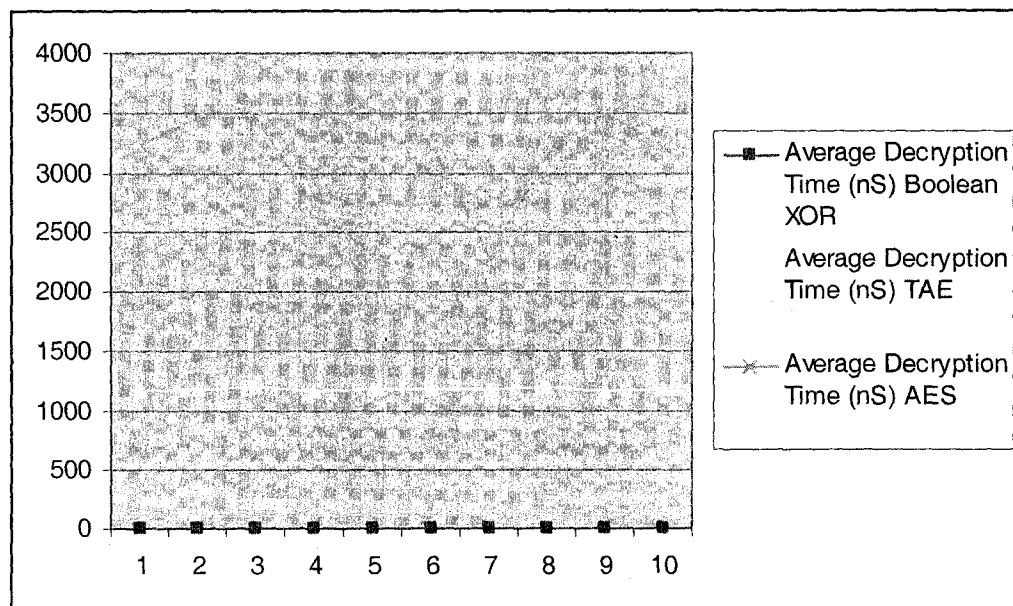 4000
3500
3000
2500
2000
1500
1000
500
0
1 2 3 4 5 6 7 8 9 10
Average Decryption
Time (nS) Boolean
XOR
Average Decryption
Time (nS) TAE
Average Decryption
Time (nS) AES